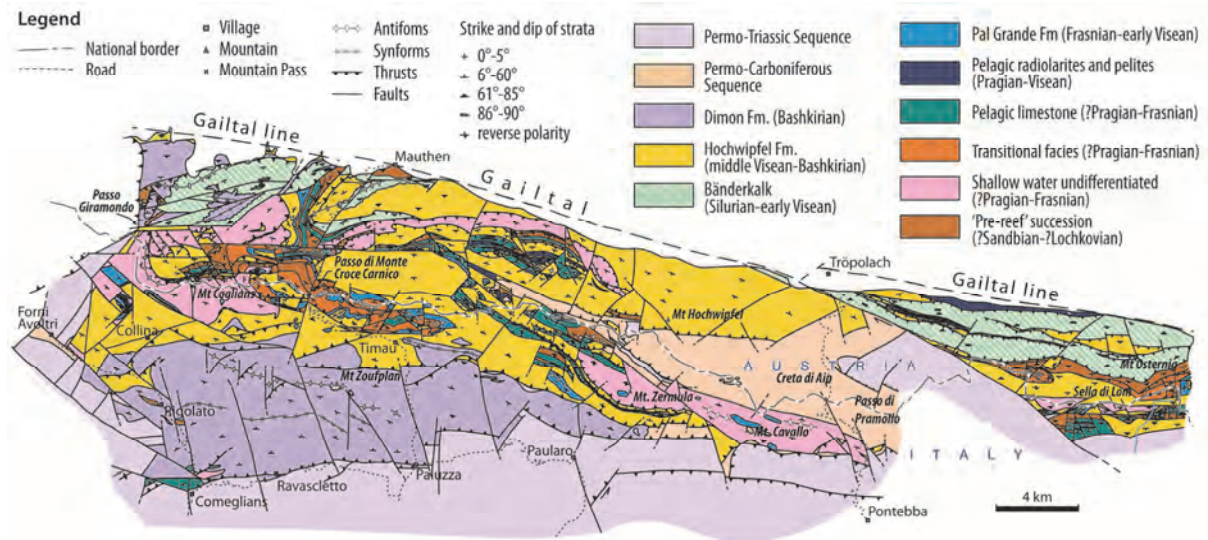 Legend
National border
Road
Village
Mountain
Mountain Pass
Antifoms
Synforms
Thrusts
Faults
Strike and dip of strata
0°-5°
6°-60°
61°-85°
86°-90°
reverse polarity
Permo-Triassic Sequence
Permo-Carboniferous
Sequence
Dimon Fm. (Bashkirian)
Hochwipfel Fm.
(middle Visean-Bashkirian)
Bänderkalk
(Silurian-early Visean)
Pal Grande Fm (Frasnian-early Visean)
Pelagic radiolarites and pelites
(Pragian-Visean)
Pelagic limestone (?Pragian-Frasnian)
Transitional facies (?Pragian-Frasnian)
Shallow water undifferentiated
(?Pragian-Frasnian)
'Pre-reef' succession
(?Sandbian-?Lochkovian)
Gailtal line
Mauthen
Gailtal
Passo
Giramondo
Tröpolach
Gailtal line
Passo di Monte
Croce Carnico
Mt Coglians
Mt Hochwipfel
Forni
Avoltri
Collina
Timau
Mt Zoufplan
AUSTRIA
Mt Osternig
Creta di Aip
Sella di Lom
Mt. Zermula
Passo di
Pramollo
Rigolato
Mt. Cavallo
ITALY
Paularo
Paluzza
Ravascletto
Comeglians
4 km
Pontebba